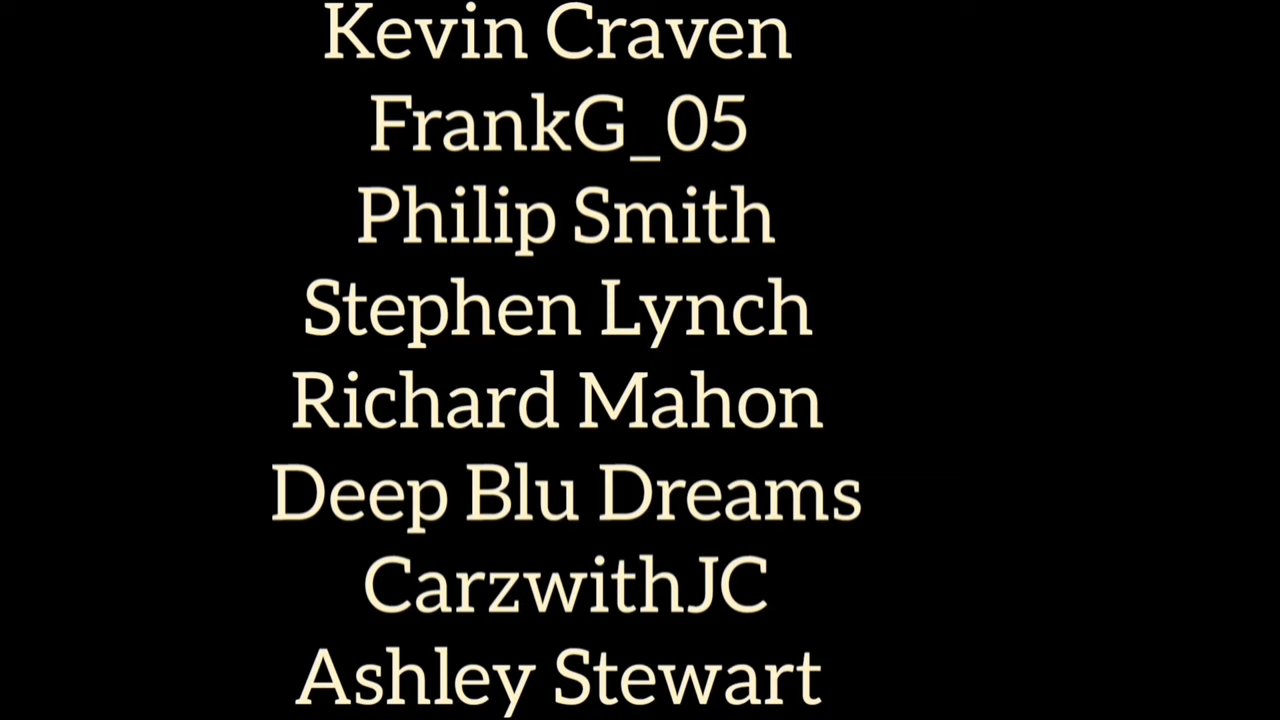 Kevin Craven
FrankG_05
Philip Smith
Stephen Lynch
Richard Mahon
Deep Blu Dreams
CarzwithJC
Ashley Stewart